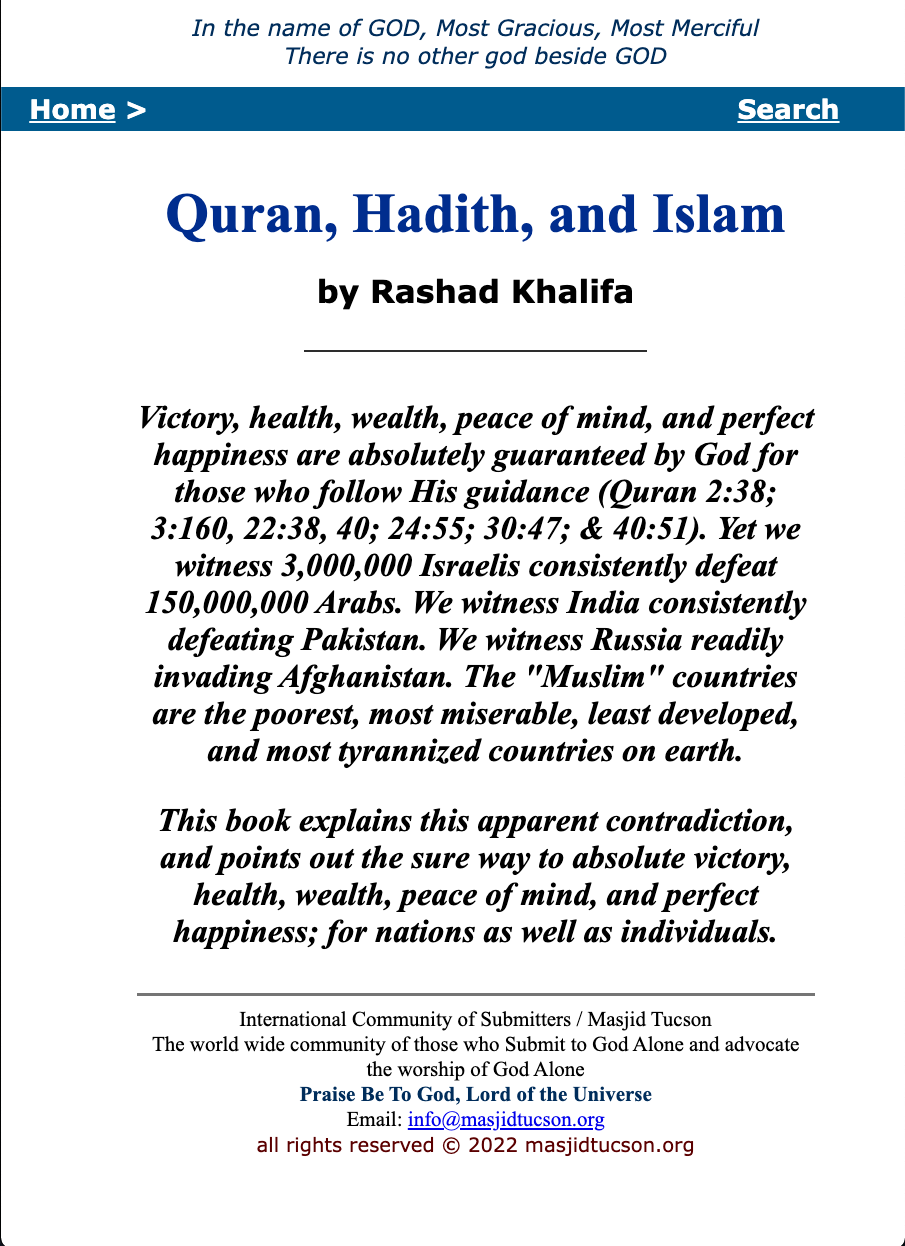 In the name of GOD, Most Gracious, Most Merciful
There is no other god beside GOD
Home > Search
Quran, Hadith, and Islam
by Rashad Khalifa
Victory, health, wealth, peace of mind, and perfect
happiness are absolutely guaranteed by God for
those who follow His guidance (Quran 2:38;
3:160, 22:38, 40; 24:55; 30:47; & 40:51). Yet we
witness 3,000,000 Israelis consistently defeat
150,000,000 Arabs. We witness India consistently
defeating Pakistan. We witness Russia readily
invading Afghanistan. The "Muslim" countries
are the poorest, most miserable, least developed,
and most tyrannized countries on earth.
This book explains this apparent contradiction,
and points out the sure way to absolute victory,
health, wealth, peace of mind, and perfect
happiness; for nations as well as individuals.
International Community of Submitters / Masjid Tucson
The world wide community of those who Submit to God Alone and advocate
the worship of God Alone
Praise Be To God, Lord of the Universe
Email: info@masjidtucson.org
all rights reserved © 2022 masjidtucson.org